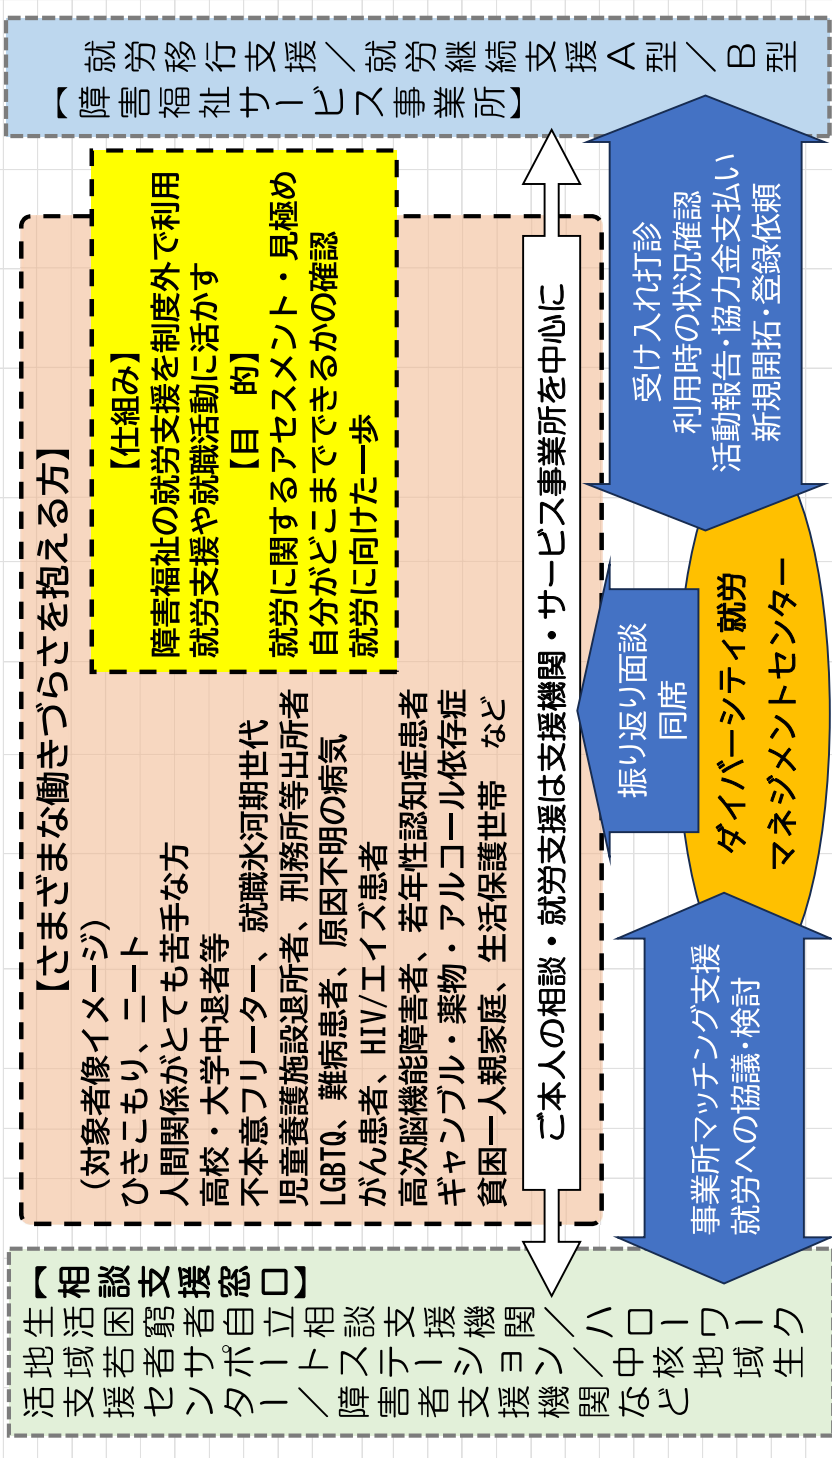 【相談支援窓口】
生活困窮者自立相談支援機関／ハローワーク
地域若者サポートステーション／中核地域生
活支援センター／障害者支援機関など
【さまざまな働きづらさを抱える方】
（対象者像イメージ）
ひきこもり、ニート
人間関係がとても苦手な方
高校・大学中退者等
不本意フリーター、就職氷河期世代
児童養護施設退所者、刑務所等出所者
LGBTQ、難病患者、原因不明の病気
がん患者、HIV/エイズ患者
高次脳機能障害者、若年性認知症患者
ギャンブル・薬物・アルコール依存症
貧困一人親家庭、生活保護世帯　など
【仕組み】
障害福祉の就労支援を制度外で利用
就労支援や就職活動に活かす
【目　的】
就労に関するアセスメント・見極め
自分がどこまでできるかの確認
就労に向けた一歩
ご本人の相談・就労支援は支援機関・サービス事業所を中心に
事業所マッチング支援
就労への協議・検討
振り返り面談
同席
ダイバーシティ就労
マネジメントセンター
受け入れ打診
利用時の状況確認
活動報告・協力金支払い
新規開拓・登録依頼
就労移行支援／就労継続支援A型／B型
【障害福祉サービス事業所】